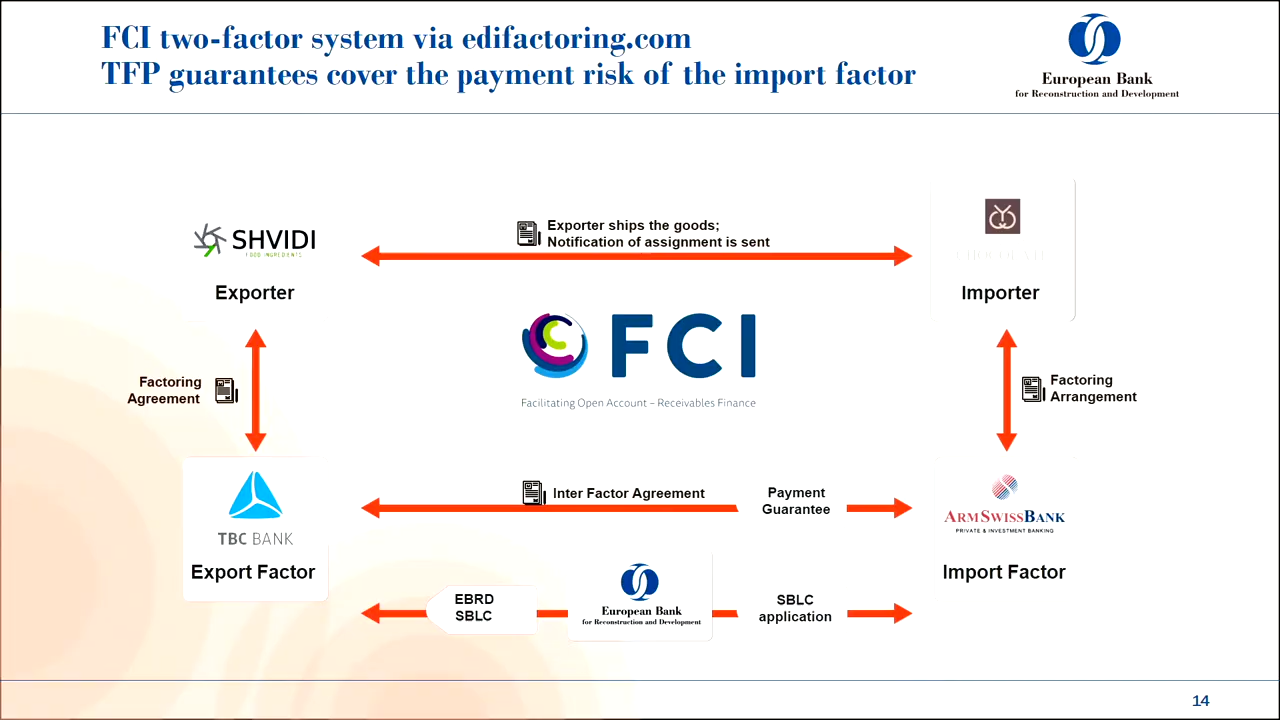 FCI two-factor system via edifactoring.com
TFP guarantees cover the payment risk of the import factor
European Bank
for Reconstruction and Development
SHVIDI
FOOD INGREDIENTS
Exporter
Exporter ships the goods;
Notification of assignment is sent
Importer
FCI
Facilitating Open Account – Receivables Finance
Factoring
Agreement
Factoring
Arrangement
TBC BANK
Export Factor
Inter Factor Agreement
Payment
Guarantee
ARMSWISSBANK
PRIVATE & INVESTMENT BANKING
Import Factor
EBRD
SBLC
European Bank
for Reconstruction and Development
SBLC
application
14